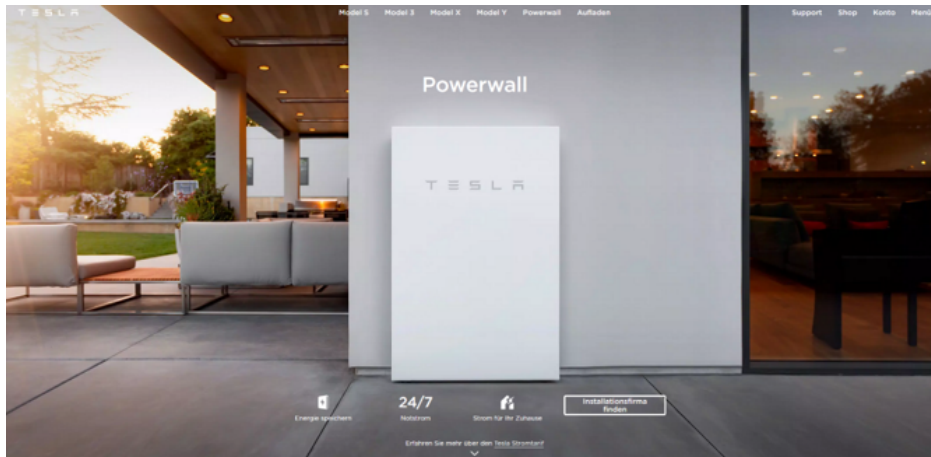 TESLA
Model S Model 3 Model X Model Y Powerwall Aufladen
Support Shop Konto Menü
Powerwall
TESLA
Energie speichern
24/7
Notstrom
Strom für Ihr Zuhause
Installationsfirma
finden
Erfahren Sie mehr über den Tesla Stromtarif